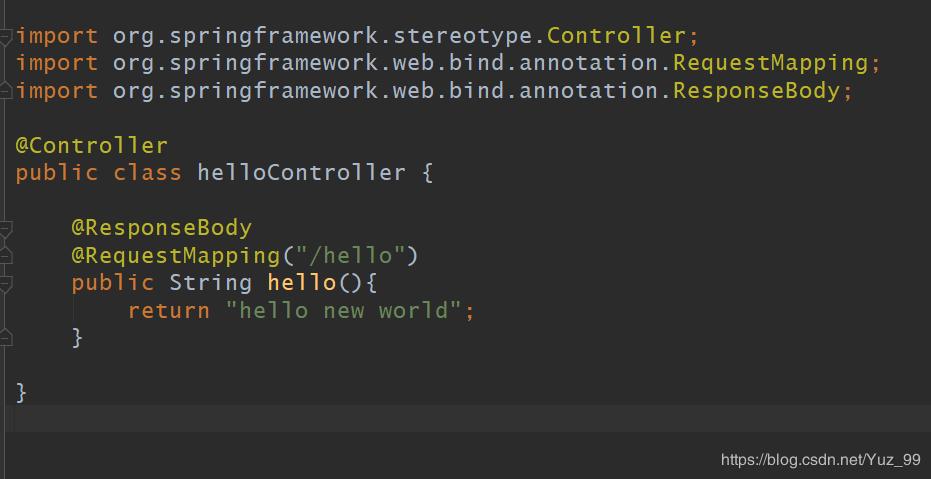 import org.springframework.stereotype.Controller;
import org.springframework.web.bind.annotation.RequestMapping;
import org.springframework.web.bind.annotation.ResponseBody;
@Controller
public class helloController {
@ResponseBody
@RequestMapping("/hello")
public String hello(){
return "hello new world";
}
}
https://blog.csdn.net/Yuz_99